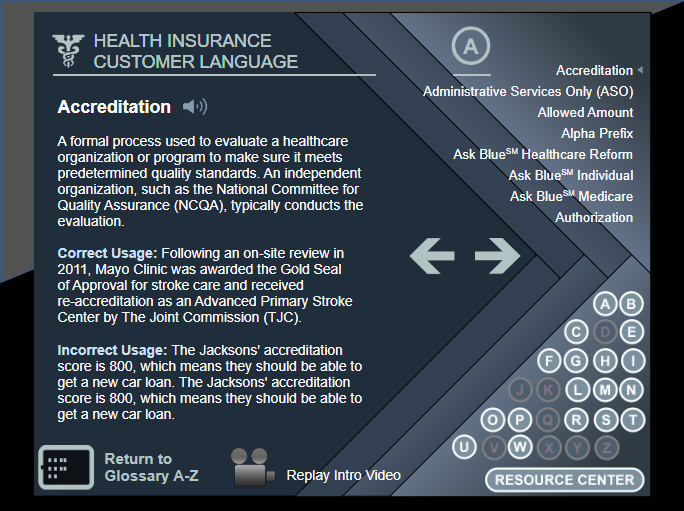 HEALTH INSURANCE
CUSTOMER LANGUAGE
Accreditation
A formal process used to evaluate a healthcare
organization or program to make sure it meets
predetermined quality standards. An independent
organization, such as the National Committee for
Quality Assurance (NCQA), typically conducts the
evaluation.
Correct Usage: Following an on-site review in
2011, Mayo Clinic was awarded the Gold Seal
of Approval for stroke care and received
re-accreditation as an Advanced Primary Stroke
Center by The Joint Commission (TJC).
Incorrect Usage: The Jacksons' accreditation
score is 800, which means they should be able to
get a new car loan. The Jacksons' accreditation
score is 800, which means they should be able to
get a new car loan.
Return to
Glossary A-Z
Replay Intro Video
A
Accreditation
Administrative Services Only (ASO)
Allowed Amount
Alpha Prefix
Ask Blue℠ Healthcare Reform
Ask Blue℠ Individual
Ask Blue℠ Medicare
Authorization
A B
C D E
F G H I
J K L M N
O P Q R S T
U V W X Y Z
RESOURCE CENTER